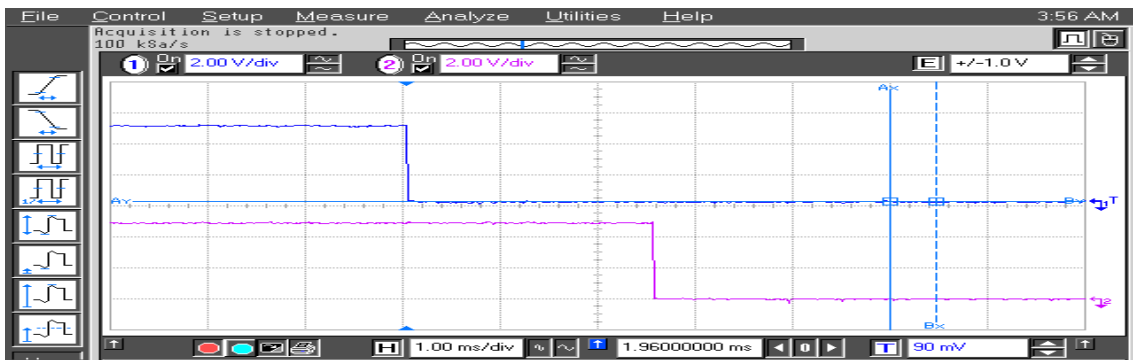 File Control Setup Measure Analyze Utilities Help 3:56 AM
Acquisition is stopped.
100 kSa/s
1 On 2.00 V/div 2 On 2.00 V/div E +/-1.0 V
Ax
Ay By 1 T
2
Bx
H 1.00 ms/div 1.96000000 ms 0 T 90 mV